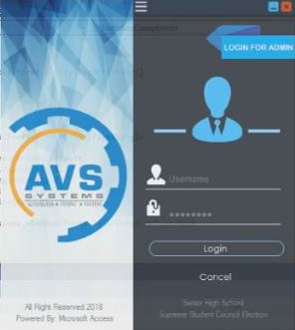 LOGIN FOR ADMIN
AVS
SYSTEMS
Username
Login
Cancel
All Right Reserved 2018
Powered By: Microsoft Access
Senior High School
Supreme Student Council Election